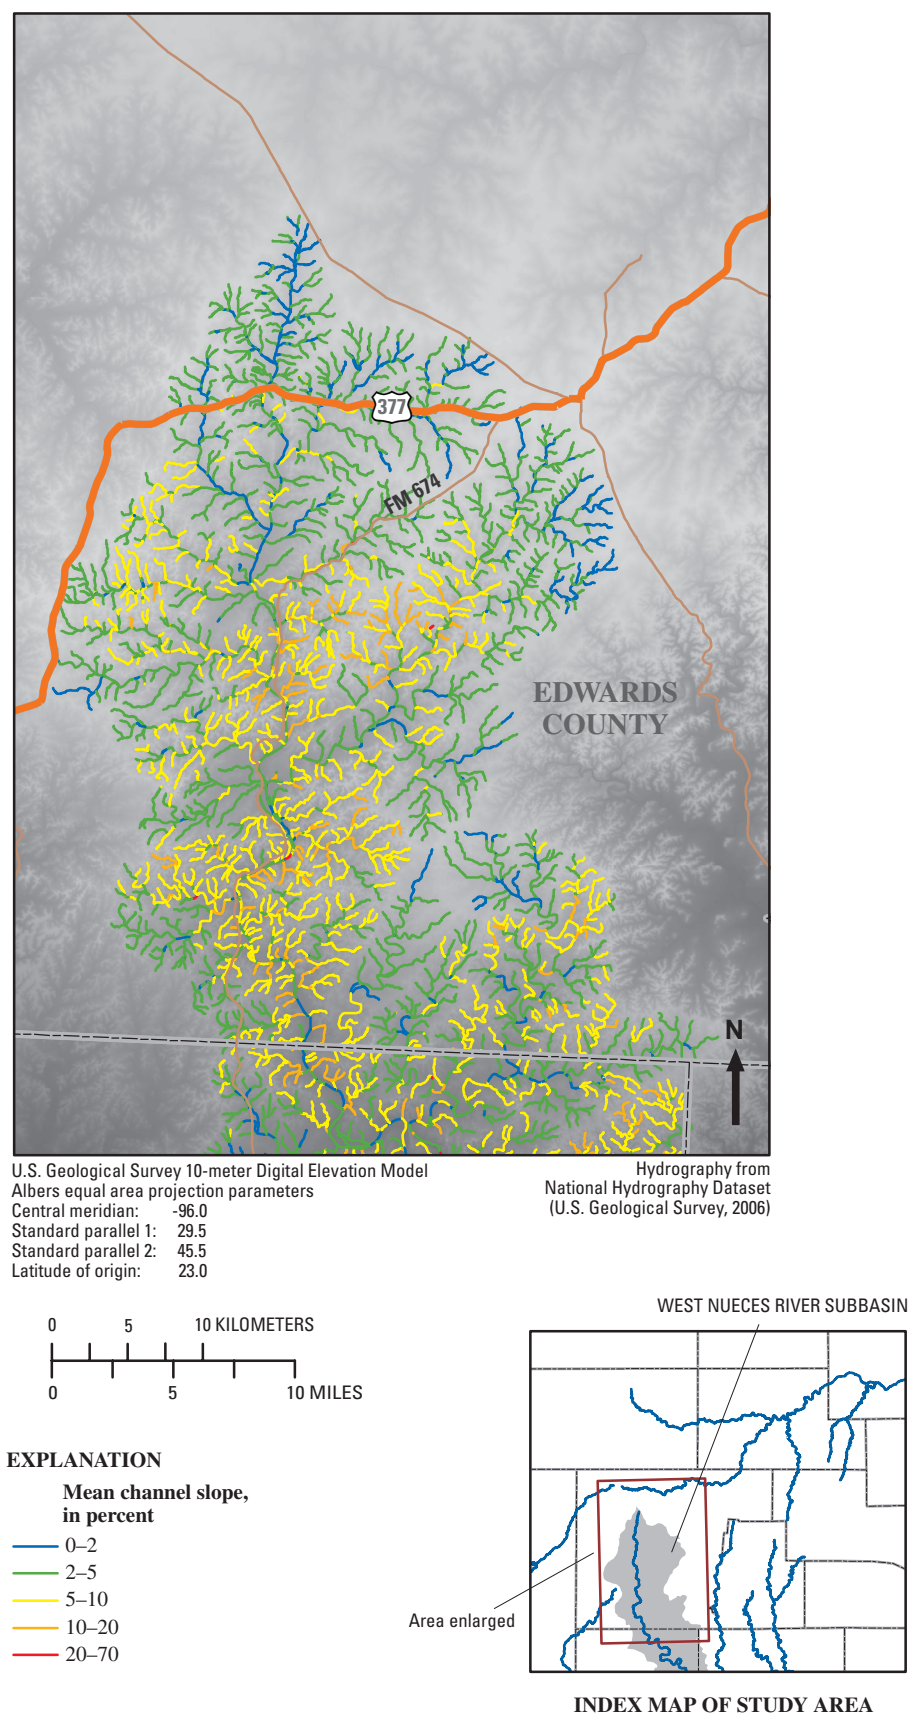 377
FM 674
EDWARDS
COUNTY
N
U.S. Geological Survey 10-meter Digital Elevation Model
Albers equal area projection parameters
Central meridian: -96.0
Standard parallel 1: 29.5
Standard parallel 2: 45.5
Latitude of origin: 23.0
Hydrography from
National Hydrography Dataset
(U.S. Geological Survey, 2006)
0 5 10 KILOMETERS
0 5 10 MILES
EXPLANATION
Mean channel slope,
in percent
0–2
2–5
5–10
10–20
20–70
WEST NUECES RIVER SUBBASIN
Area enlarged
INDEX MAP OF STUDY AREA